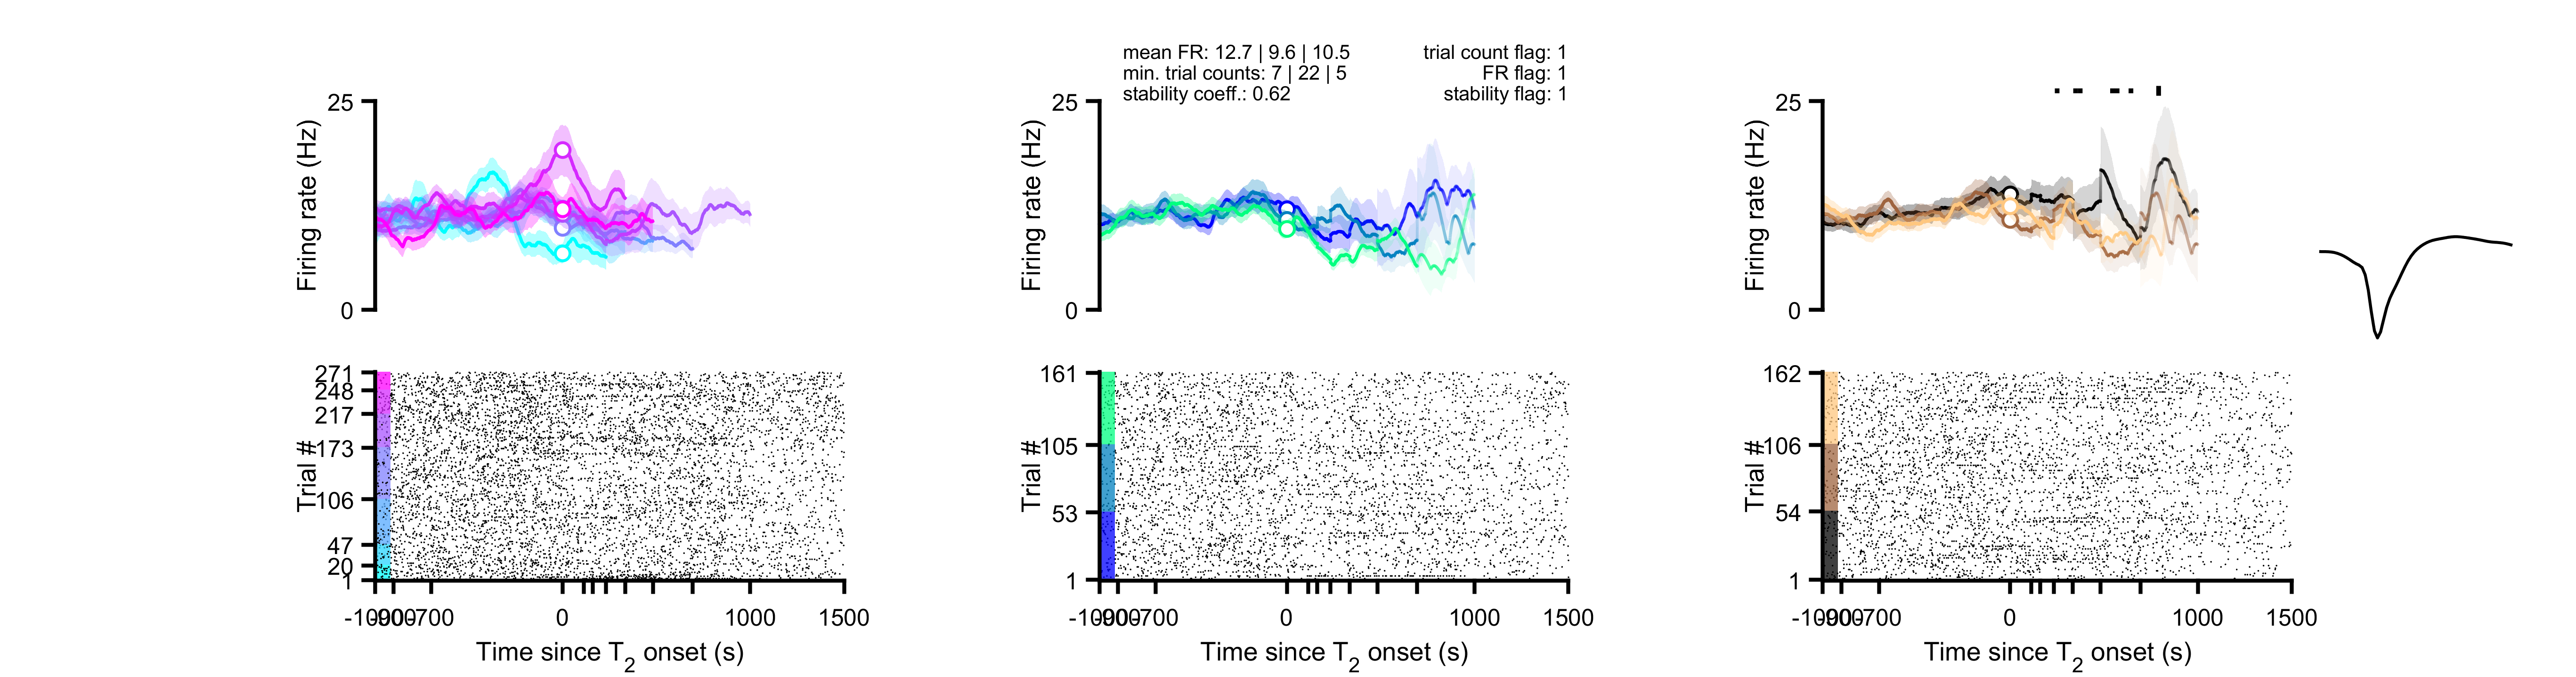 mean FR: 12.7 | 9.6 | 10.5
min. trial counts: 7 | 22 | 5
stability coeff.: 0.62
trial count flag: 1
FR flag: 1
stability flag: 1
25
Firing rate (Hz)
0
25
Firing rate (Hz)
0
25
Firing rate (Hz)
0
271
248
217
173
106
47
20
1
Trial #
0
1000
1500
Time since T2 onset (s)
161
105
53
1
Trial #
0
1000
1500
Time since T2 onset (s)
162
106
54
1
Trial #
0
1000
1500
Time since T2 onset (s)